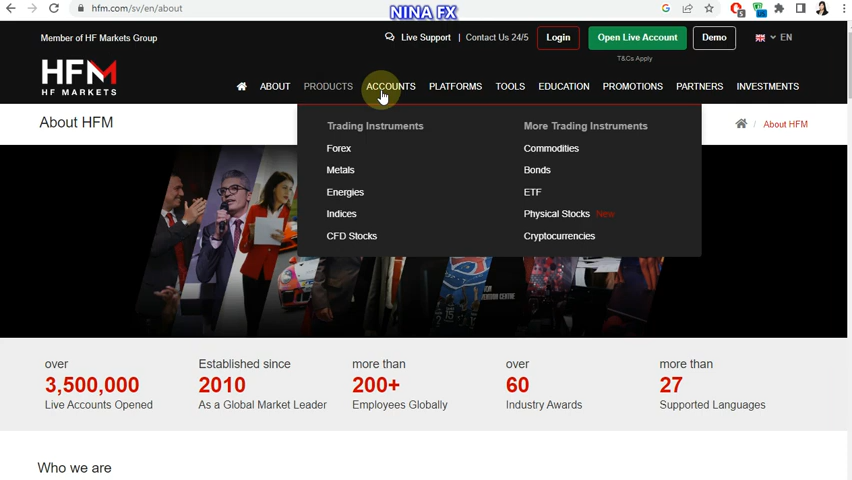 NINA FX
hfm.com/sv/en/about
Member of HF Markets Group
Live Support | Contact Us 24/5
Login
Open Live Account
Demo
EN
T&Cs Apply
HFM
HF MARKETS
ABOUT PRODUCTS ACCOUNTS PLATFORMS TOOLS EDUCATION PROMOTIONS PARTNERS INVESTMENTS
About HFM
/ About HFM
Trading Instruments
Forex
Metals
Energies
Indices
CFD Stocks
More Trading Instruments
Commodities
Bonds
ETF
Physical Stocks New
Cryptocurrencies
over
3,500,000
Live Accounts Opened
Established since
2010
As a Global Market Leader
more than
200+
Employees Globally
over
60
Industry Awards
more than
27
Supported Languages
Who we are